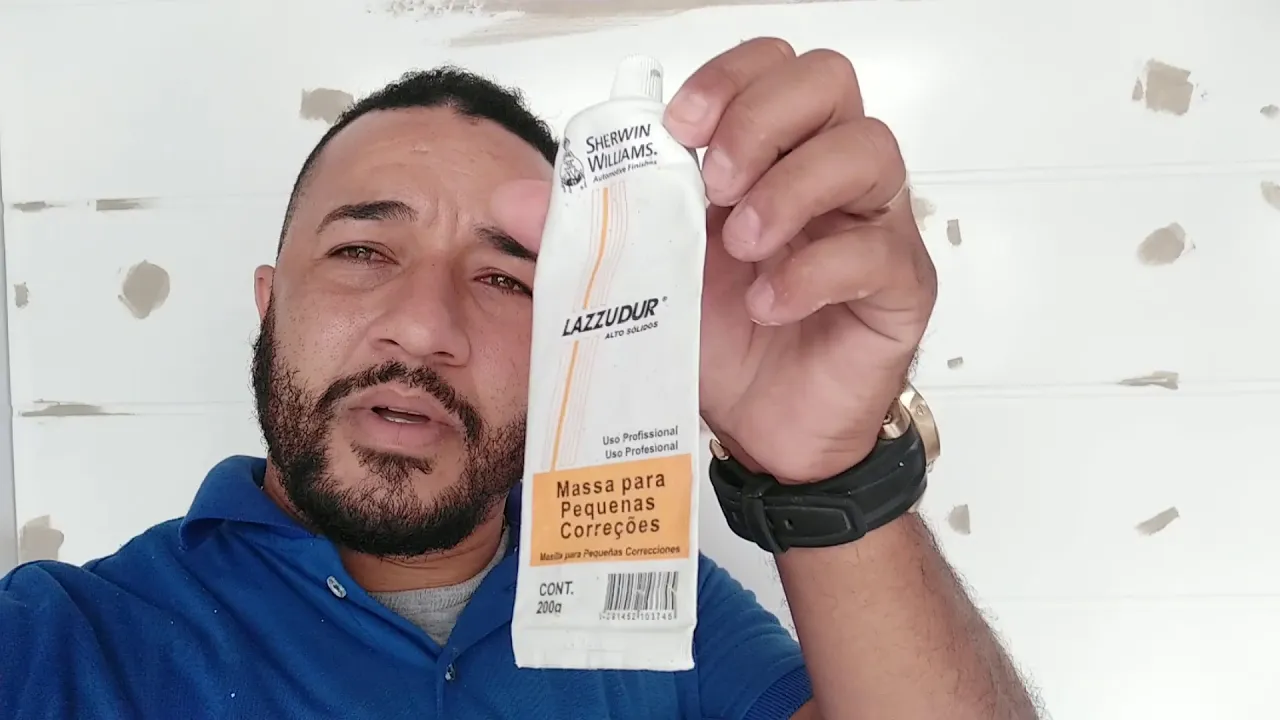 SHERWIN
WILLIAMS.
Automotive Finishes
LAZZUDUR®
ALTO SÓLIDOS
Uso Profissional
Uso Profesional
Massa para
Pequenas
Correções
Masilla para Pequeñas Correcciones
CONT.
200g